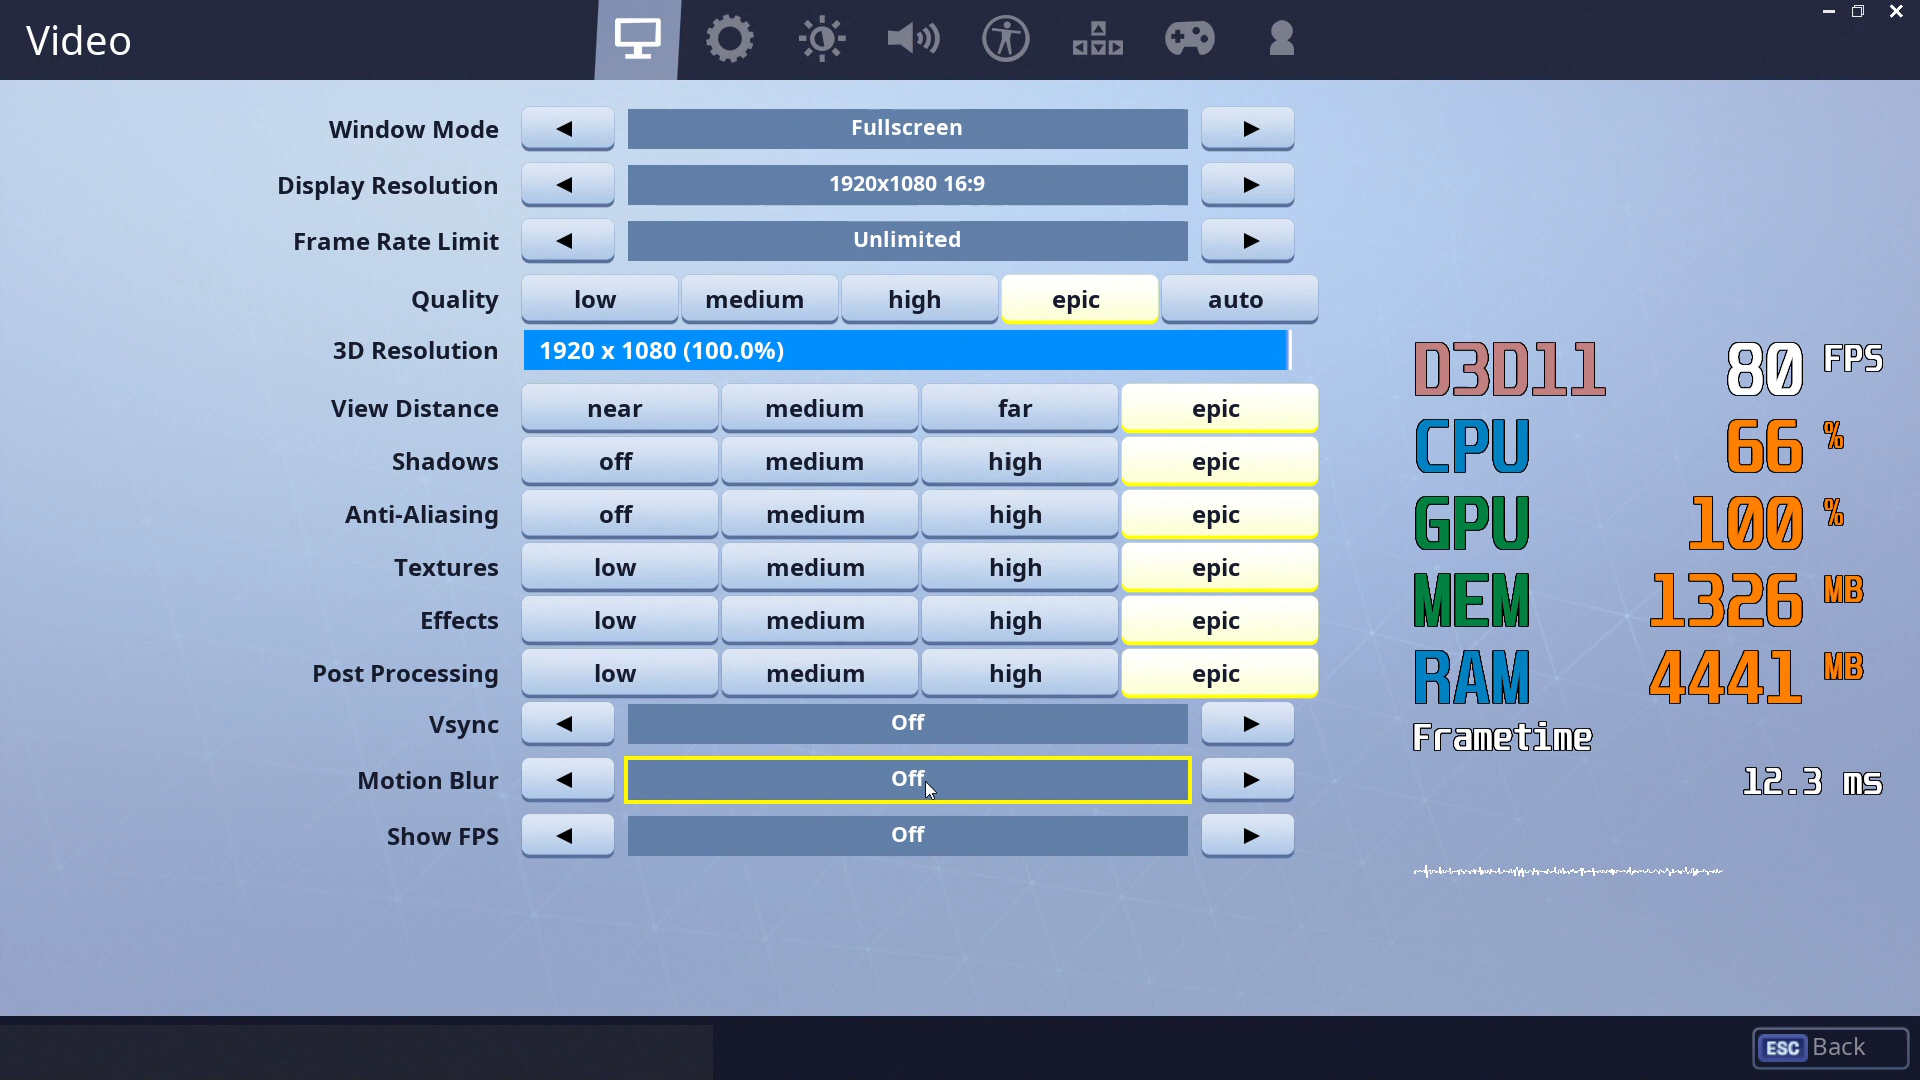 Video
Window Mode Fullscreen
Display Resolution 1920x1080 16:9
Frame Rate Limit Unlimited
Quality low medium high epic auto
3D Resolution 1920 x 1080 (100.0%)
View Distance near medium far epic
Shadows off medium high epic
Anti-Aliasing off medium high epic
Textures low medium high epic
Effects low medium high epic
Post Processing low medium high epic
Vsync Off
Motion Blur Off
Show FPS Off
D3D11 80 FPS
CPU 66 %
GPU 100 %
MEM 1326 MB
RAM 4441 MB
Frametime
12.3 ms
ESC Back